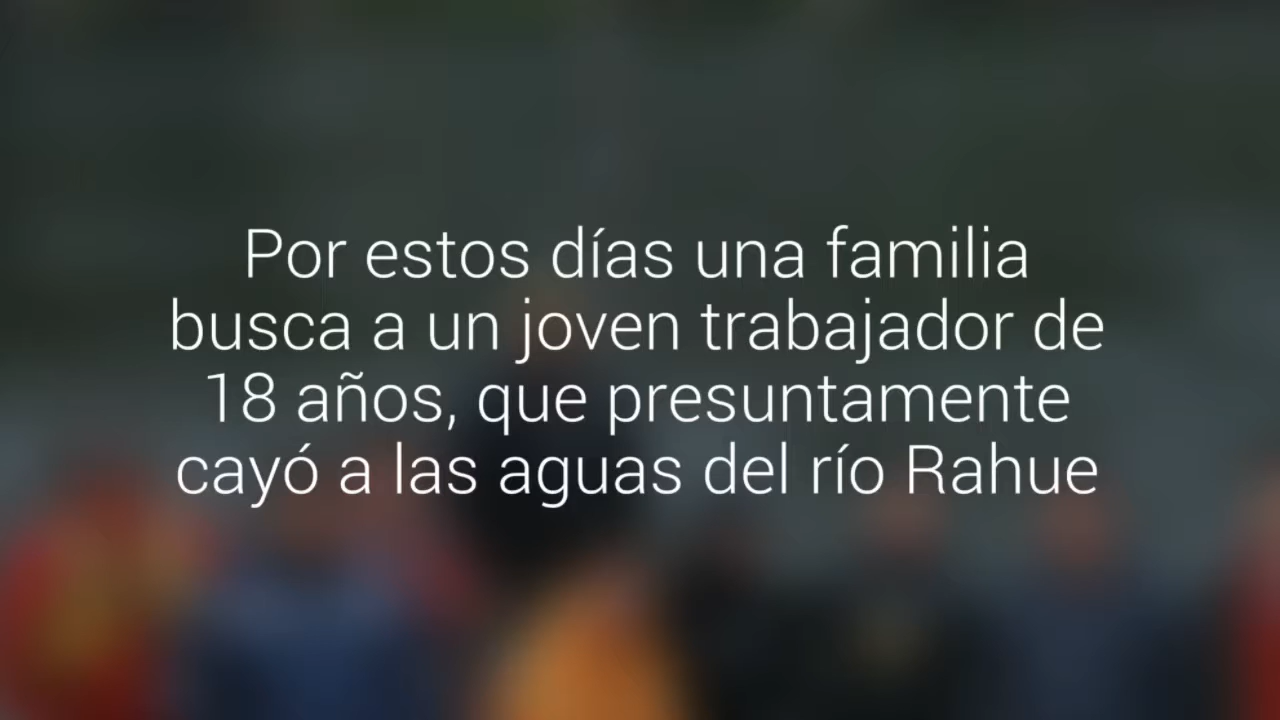 Por estos días una familia
busca a un joven trabajador de
18 años, que presuntamente
cayó a las aguas del río Rahue